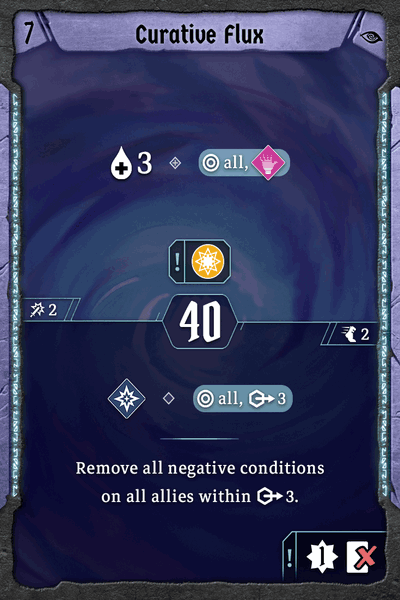 7 Curative Flux
3 all,
!
2
40
2
all, 3
Remove all negative conditions
on all allies within 3.
! 1